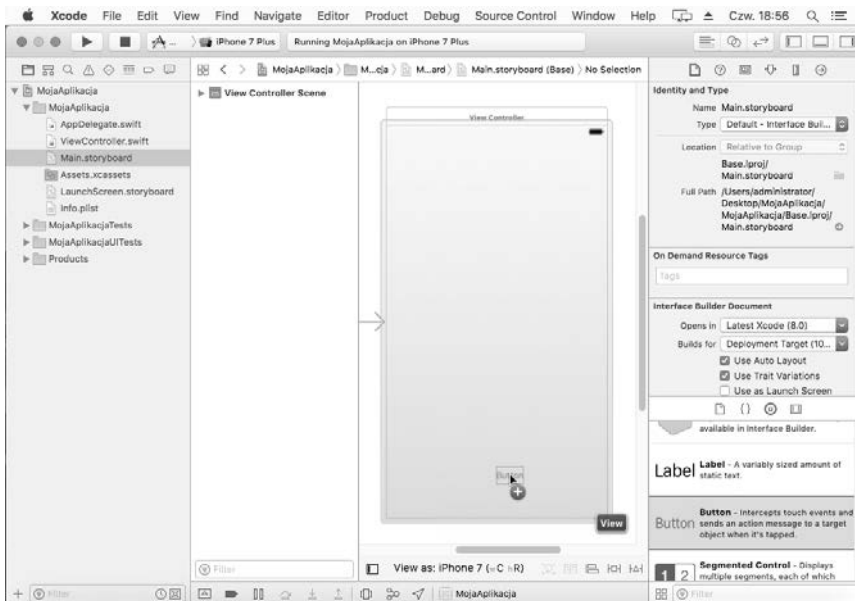 Xcode File Edit View Find Navigate Editor Product Debug Source Control Window Help Czw. 18:56
iPhone 7 Plus Running MojaAplikacja on iPhone 7 Plus
MojaAplikacja M...cja M...ard Main.storyboard (Base) No Selection
MojaAplikacja
MojaAplikacja
AppDelegate.swift
ViewController.swift
Main.storyboard
Assets.xcassets
LaunchScreen.storyboard
Info.plist
MojaAplikacjaTests
MojaAplikacjaUITests
Products
View Controller Scene
View Controller
Button
View
Identity and Type
Name Main.storyboard
Type Default - Interface Buil...
Location Relative to Group
Base.lproj/
Main.storyboard
Full Path /Users/administrator/
Desktop/MojaAplikacja/
MojaAplikacja/Base.lproj/
Main.storyboard
On Demand Resource Tags
Tags
Interface Builder Document
Opens in Latest Xcode (8.0)
Builds for Deployment Target (10...
Use Auto Layout
Use Trait Variations
Use as Launch Screen
{}
available in Interface Builder.
Label Label - A variably sized amount of
static text.
Button Button - Intercepts touch events and
sends an action message to a target
object when it's tapped.
1 2 Segmented Control - Displays
multiple segments, each of which
Filter
View as: iPhone 7 (wC hR)
Filter
MojaAplikacja
Filter